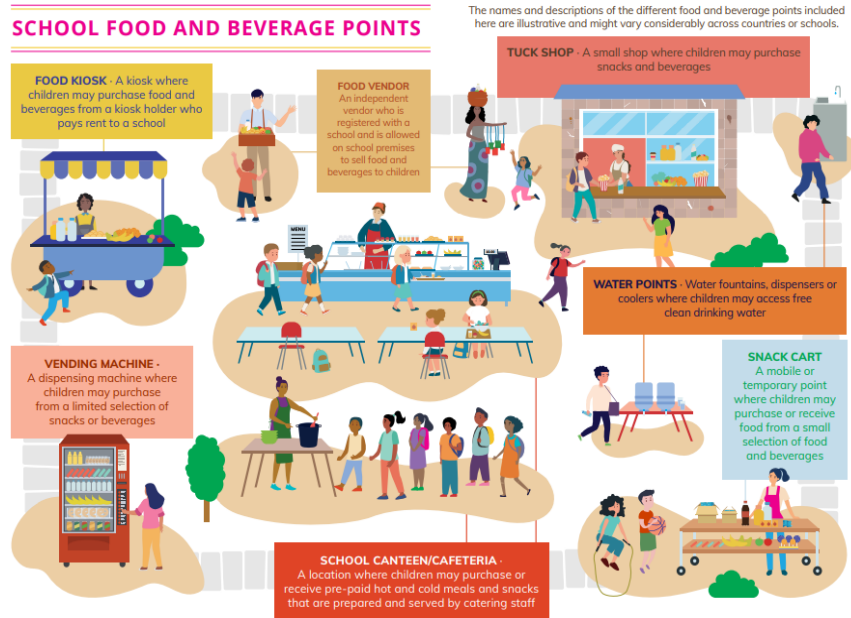 The names and descriptions of the different food and beverage points included
here are illustrative and might vary considerably across countries or schools.
SCHOOL FOOD AND BEVERAGE POINTS
FOOD KIOSK · A kiosk where
children may purchase food and
beverages from a kiosk holder who
pays rent to a school
FOOD VENDOR
An independent
vendor who is
registered with a
school and is allowed
on school premises
to sell food and
beverages to children
TUCK SHOP · A small shop where children may purchase
snacks and beverages
MENU
WATER POINTS · Water fountains, dispensers or
coolers where children may access free
clean drinking water
VENDING MACHINE ·
A dispensing machine where
children may purchase
from a limited selection of
snacks or beverages
SNACK CART
A mobile or
temporary point
where children may
purchase or receive
food from a small
selection of food
and beverages
SCHOOL CANTEEN/CAFETERIA ·
A location where children may purchase or
receive pre-paid hot and cold meals and snacks
that are prepared and served by catering staff